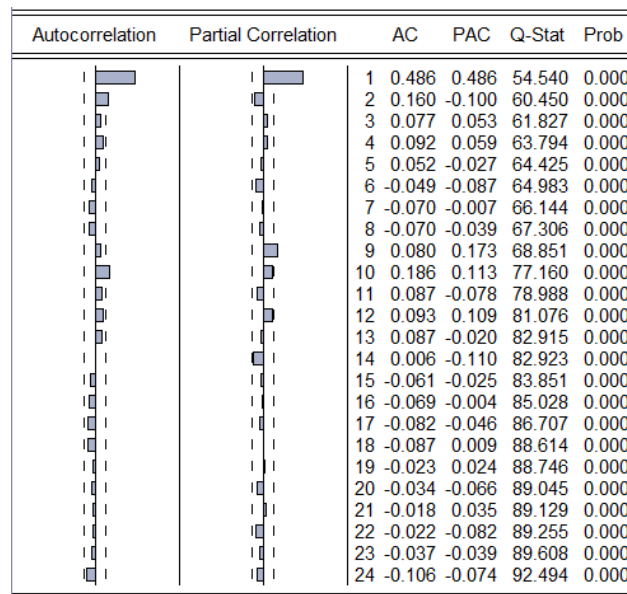 Autocorrelation Partial Correlation AC PAC Q-Stat Prob
1 0.486 0.486 54.540 0.000
2 0.160 -0.100 60.450 0.000
3 0.077 0.053 61.827 0.000
4 0.092 0.059 63.794 0.000
5 0.052 -0.027 64.425 0.000
6 -0.049 -0.087 64.983 0.000
7 -0.070 -0.007 66.144 0.000
8 -0.070 -0.039 67.306 0.000
9 0.080 0.173 68.851 0.000
10 0.186 0.113 77.160 0.000
11 0.087 -0.078 78.988 0.000
12 0.093 0.109 81.076 0.000
13 0.087 -0.020 82.915 0.000
14 0.006 -0.110 82.923 0.000
15 -0.061 -0.025 83.851 0.000
16 -0.069 -0.004 85.028 0.000
17 -0.082 -0.046 86.707 0.000
18 -0.087 0.009 88.614 0.000
19 -0.023 0.024 88.746 0.000
20 -0.034 -0.066 89.045 0.000
21 -0.018 0.035 89.129 0.000
22 -0.022 -0.082 89.255 0.000
23 -0.037 -0.039 89.608 0.000
24 -0.106 -0.074 92.494 0.000